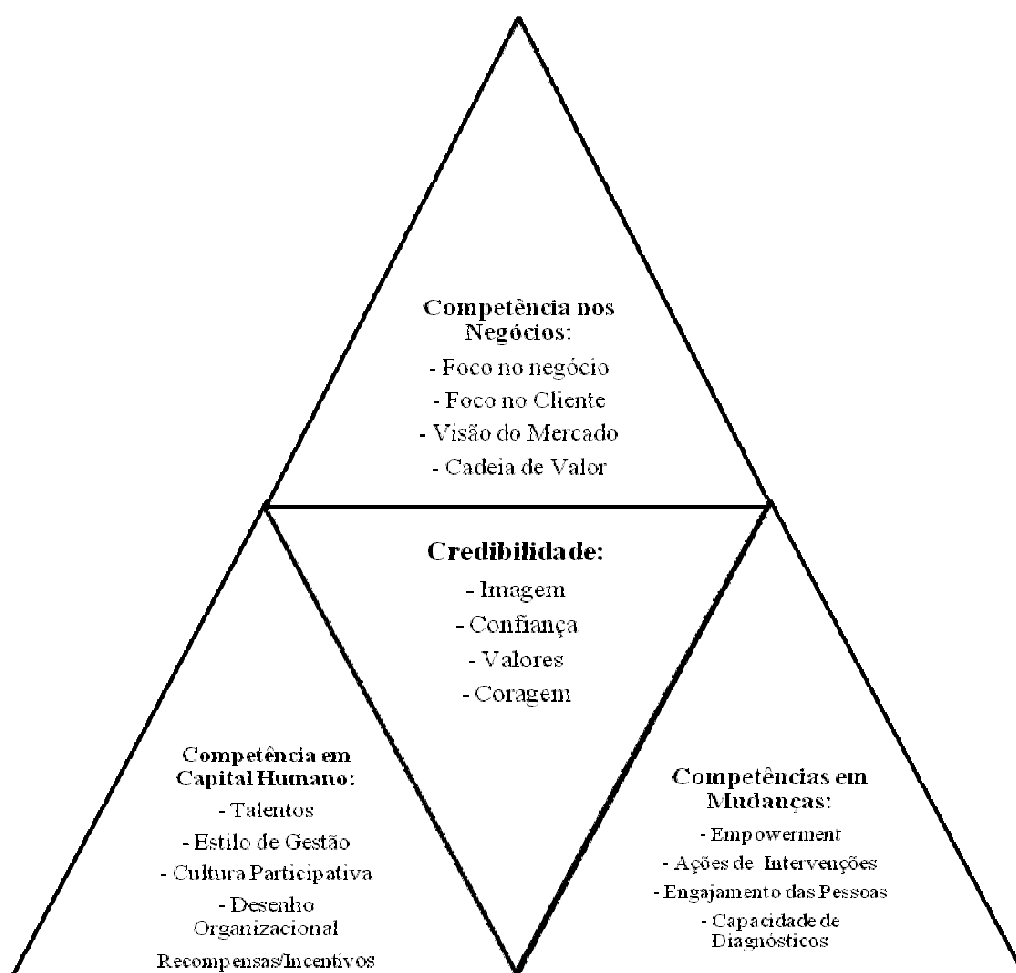 Competência nos
Negócios:
- Foco no negócio
- Foco no Cliente
- Visão do Mercado
- Cadeia de Valor
Credibilidade:
- Imagem
- Confiança
- Valores
- Coragem
Competência em
Capital Humano:
- Talentos
- Estilo de Gestão
- Cultura Participativa
- Desenho
Organizacional
Recompensas/Incentivos
Competências em
Mudanças:
- Empowerment
- Ações de Intervenções
- Engajamento das Pessoas
- Capacidade de
Diagnósticos